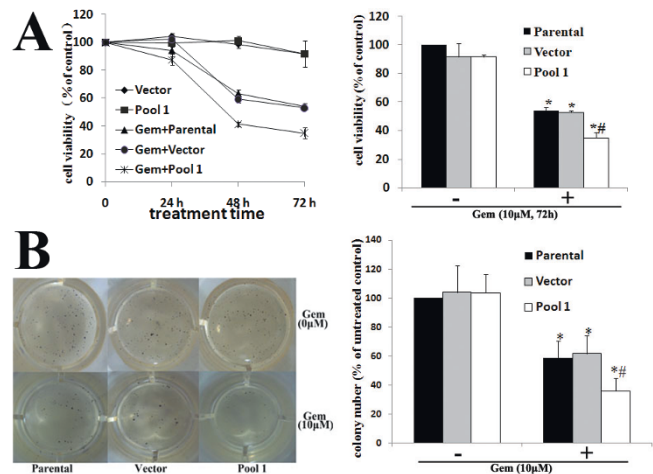 A
cell viability (% of control)
120
100
80
60
40
20
0
Vector
Pool 1
Gem+Parental
Gem+Vector
Gem+Pool 1
0
24 h
48 h
72 h
treatment time
cell viability (% of control)
120
100
80
60
40
20
0
Parental
Vector
Pool 1
*
*
*#
-
+
Gem (10μM, 72h)
B
Gem
(0μM)
Gem
(10μM)
Parental
Vector
Pool 1
colony nuber (% of untreated control)
140
120
100
80
60
40
20
0
Parental
Vector
Pool 1
*
*
*#
-
+
Gem (10μM)